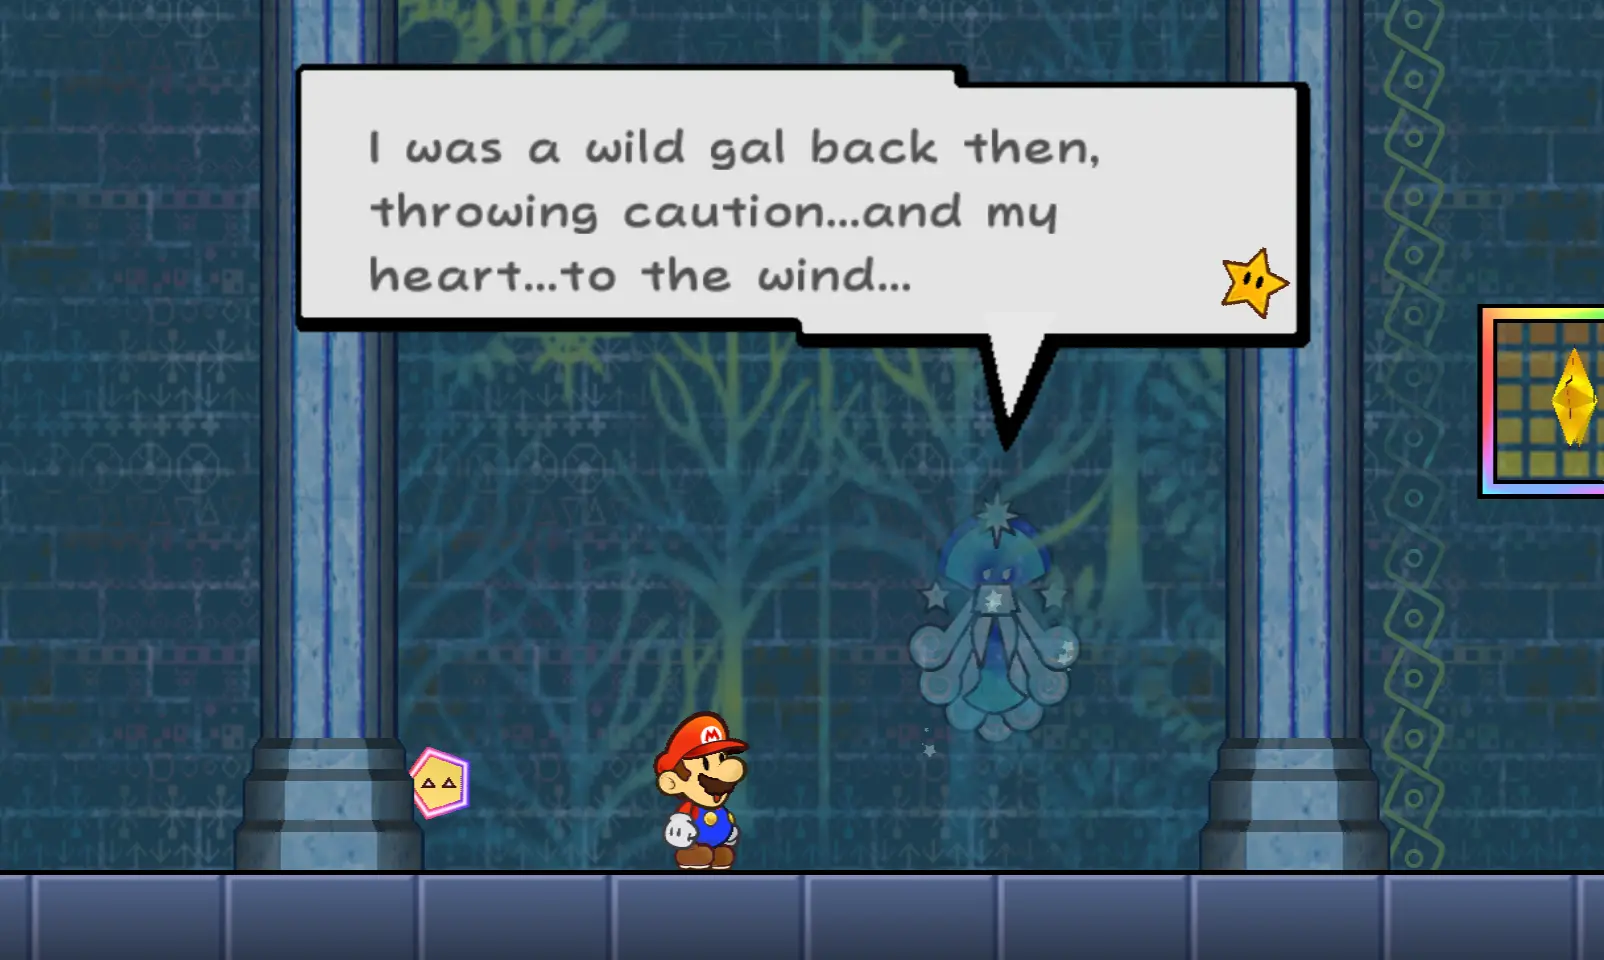 I was a wild gal back then,
throwing caution...and my
heart...to the wind...
M